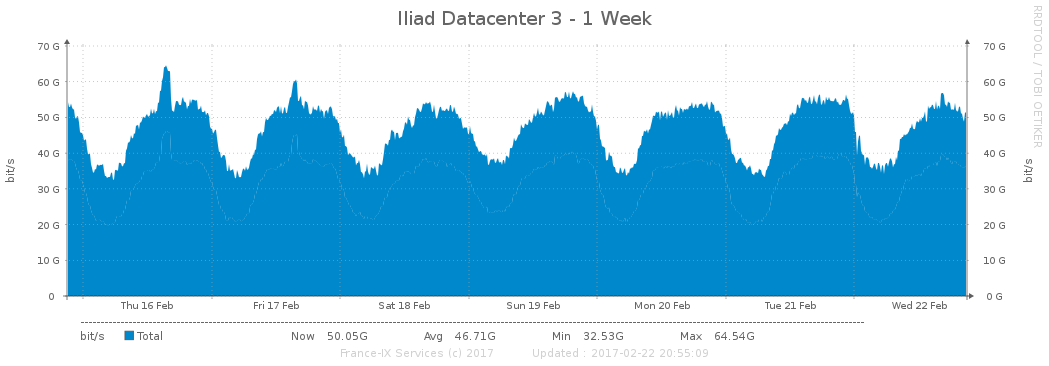 Iliad Datacenter 3 - 1 Week
RRDTOOL / TOBI OETIKER
bit/s
70 G 70 G
60 G 60 G
50 G 50 G
40 G 40 G
30 G 30 G
20 G 20 G
10 G 10 G
0 0 G
bit/s
Thu 16 Feb Fri 17 Feb Sat 18 Feb Sun 19 Feb Mon 20 Feb Tue 21 Feb Wed 22 Feb
bit/s Total Now 50.05G Avg 46.71G Min 32.53G Max 64.54G
France-IX Services (c) 2017 Updated : 2017-02-22 20:55:09